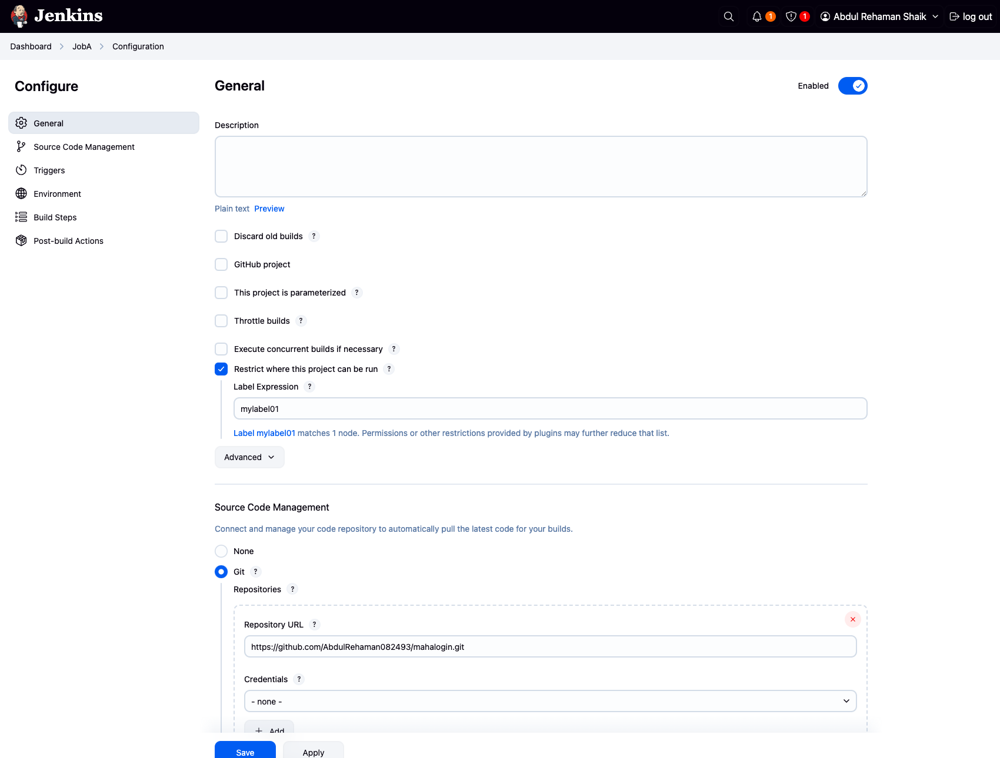 Jenkins
1
1
Abdul Rehaman Shaik
log out
Dashboard
JobA
Configuration
Configure
General
Source Code Management
Triggers
Environment
Build Steps
Post-build Actions
General
Enabled
Description
Plain text Preview
Discard old builds ?
GitHub project
This project is parameterized ?
Throttle builds ?
Execute concurrent builds if necessary ?
Restrict where this project can be run ?
Label Expression ?
mylabel01
Label mylabel01 matches 1 node. Permissions or other restrictions provided by plugins may further reduce that list.
Advanced
Source Code Management
Connect and manage your code repository to automatically pull the latest code for your builds.
None
Git ?
Repositories ?
Repository URL ?
https://github.com/AbdulRehaman082493/mahalogin.git
Credentials ?
- none -
+ Add
Save
Apply